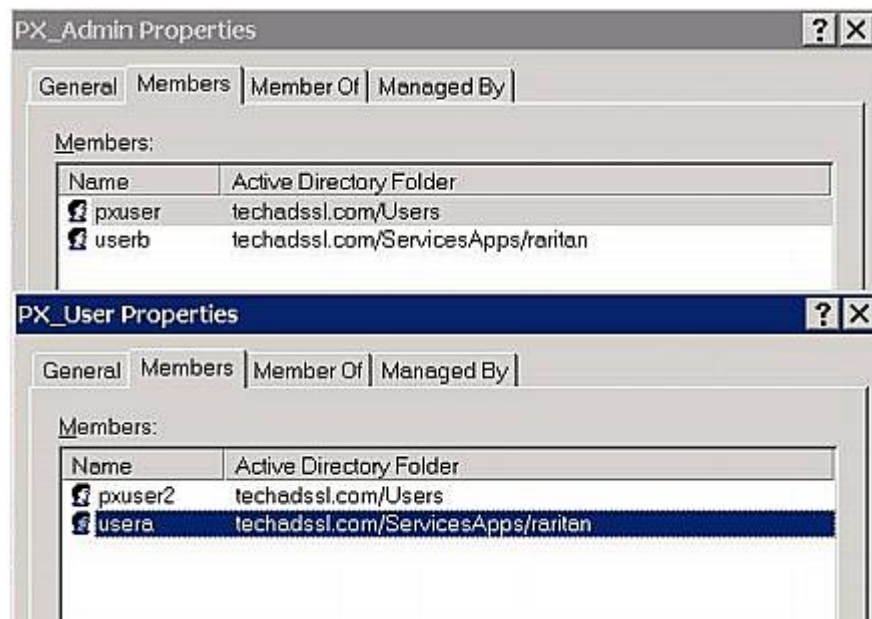 PX_Admin Properties
General Members Member Of Managed By
Members:
Name Active Directory Folder
pxuser techadssl.com/Users
userb techadssl.com/ServicesApps/raritan
PX_User Properties
General Members Member Of Managed By
Members:
Name Active Directory Folder
pxuser2 techadssl.com/Users
usera techadssl.com/ServicesApps/raritan